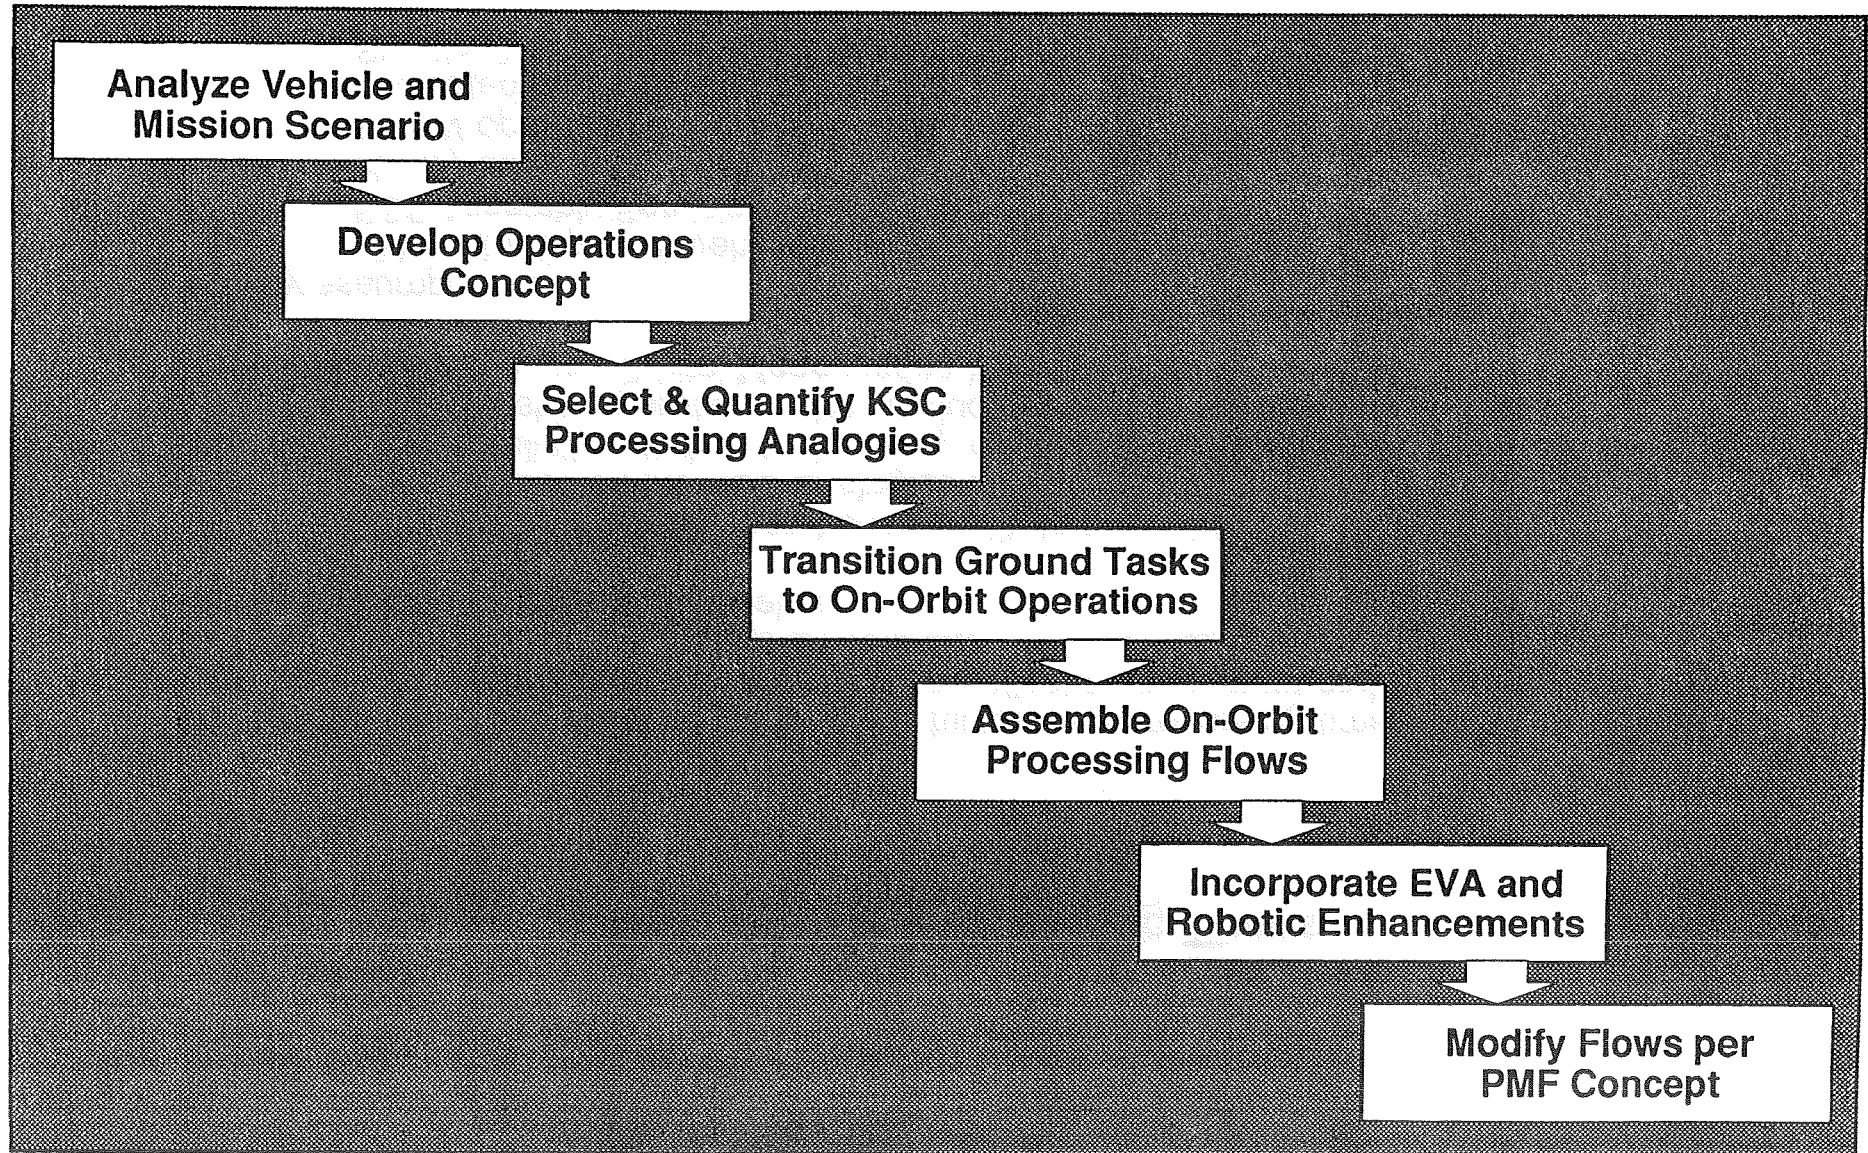 Analyze Vehicle and
Mission Scenario
Develop Operations
Concept
Select & Quantify KSC
Processing Analogies
Transition Ground Tasks
to On-Orbit Operations
Assemble On-Orbit
Processing Flows
Incorporate EVA and
Robotic Enhancements
Modify Flows per
PMF Concept